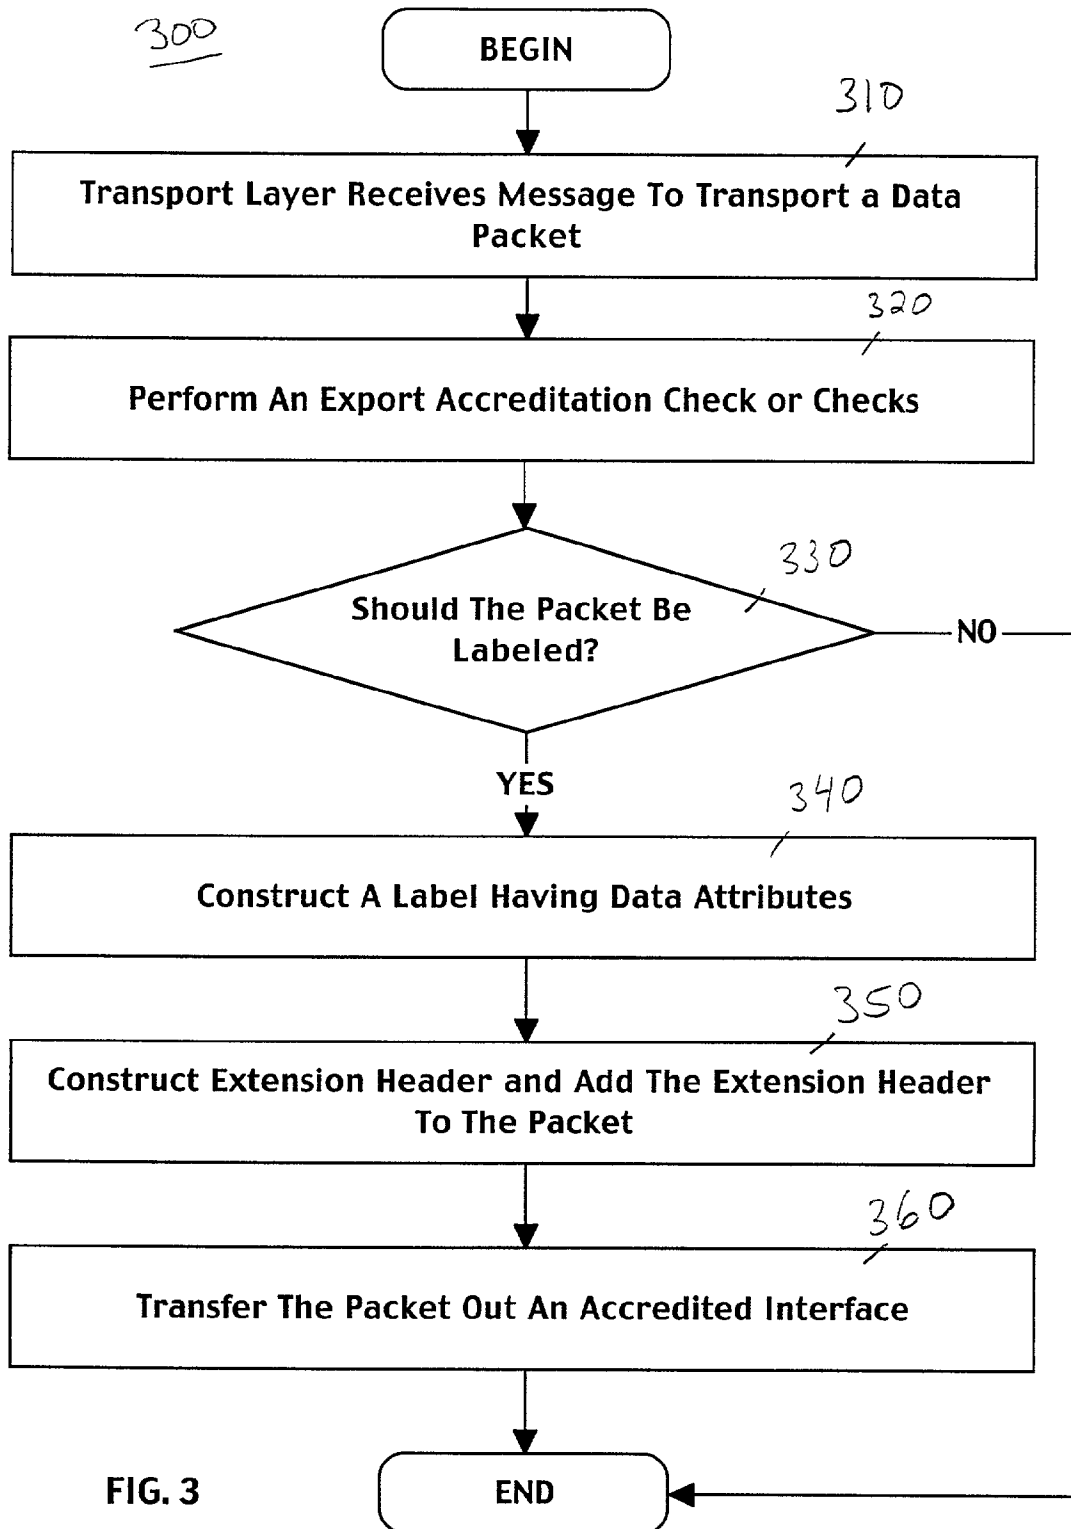 300
BEGIN
310
Transport Layer Receives Message To Transport a Data
Packet
320
Perform An Export Accreditation Check or Checks
330
Should The Packet Be
Labeled?
NO
YES
340
Construct A Label Having Data Attributes
350
Construct Extension Header and Add The Extension Header
To The Packet
360
Transfer The Packet Out An Accredited Interface
FIG. 3
END